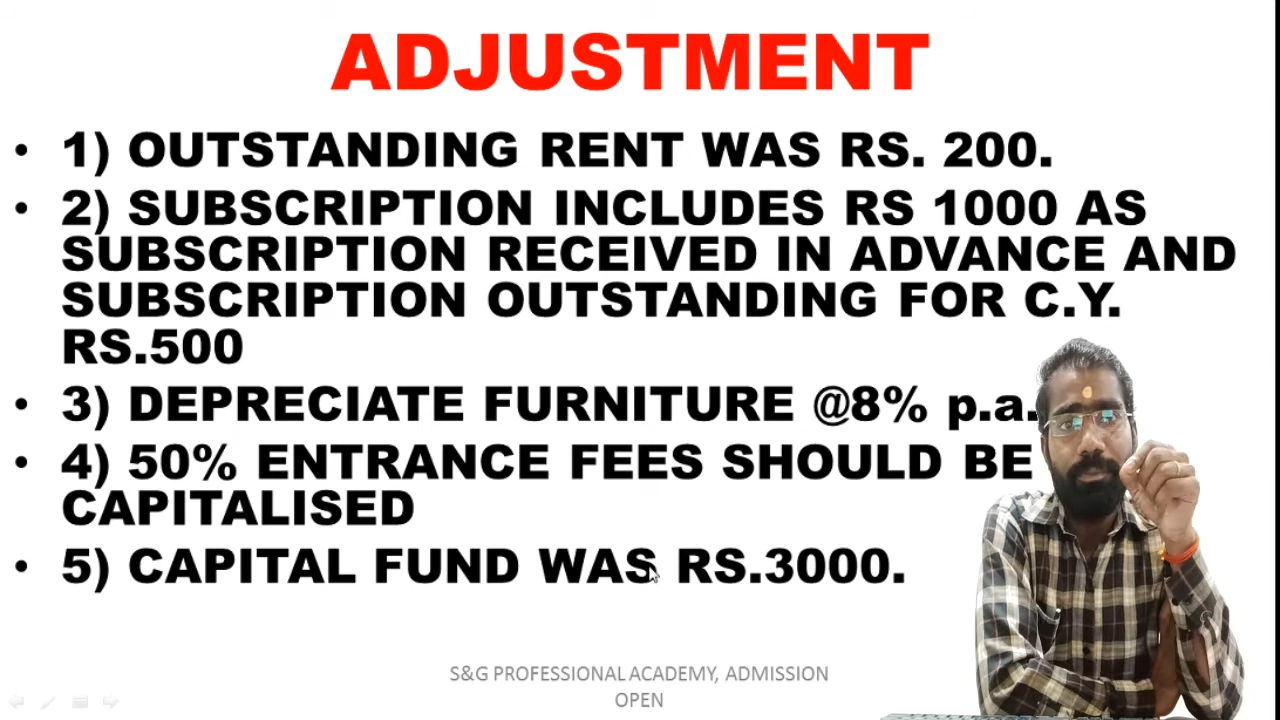 ADJUSTMENT
• 1) OUTSTANDING RENT WAS RS. 200.
• 2) SUBSCRIPTION INCLUDES RS 1000 AS
SUBSCRIPTION RECEIVED IN ADVANCE AND
SUBSCRIPTION OUTSTANDING FOR C.Y.
RS.500
• 3) DEPRECIATE FURNITURE @8% p.a.
• 4) 50% ENTRANCE FEES SHOULD BE
CAPITALISED
• 5) CAPITAL FUND WAS RS.3000.
S&G PROFESSIONAL ACADEMY, ADMISSION
OPEN